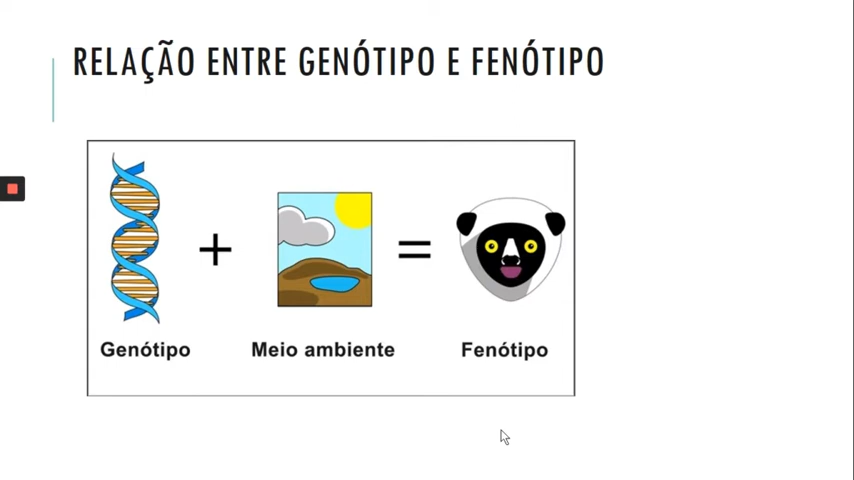 RELAÇÃO ENTRE GENÓTIPO E FENÓTIPO
+ =
Genótipo Meio ambiente Fenótipo